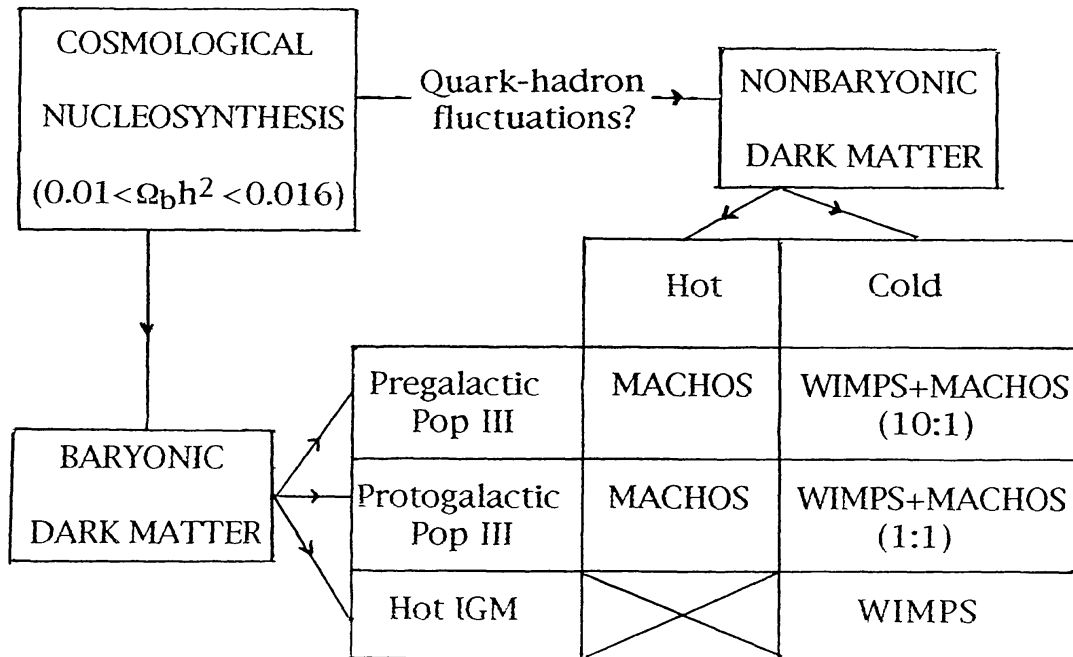 COSMOLOGICAL
NUCLEOSYNTHESIS
(0.01<Ωbh² <0.016)
Quark-hadron
fluctuations?
NONBARYONIC
DARK MATTER
Hot
Cold
Pregalactic
Pop III
MACHOS
WIMPS+MACHOS
(10:1)
BARYONIC
DARK MATTER
Protogalactic
Pop III
MACHOS
WIMPS+MACHOS
(1:1)
Hot IGM
WIMPS